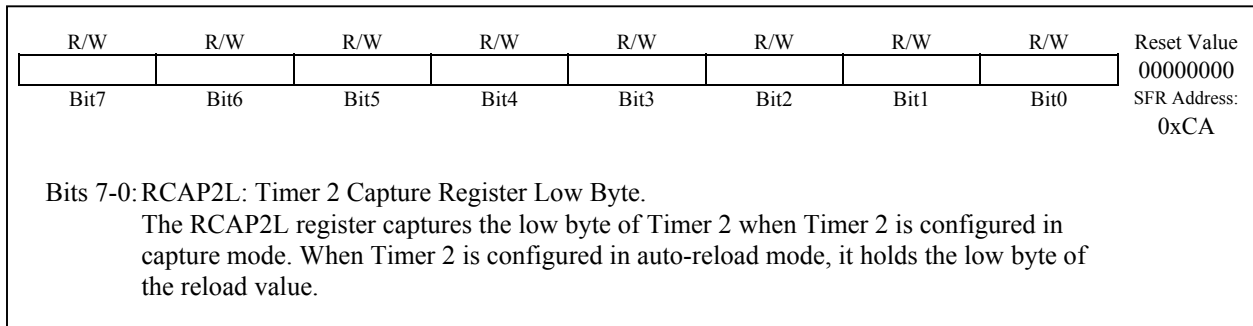 R/W R/W R/W R/W R/W R/W R/W R/W Reset Value
00000000
Bit7 Bit6 Bit5 Bit4 Bit3 Bit2 Bit1 Bit0 SFR Address:
0xCA
Bits 7-0: RCAP2L: Timer 2 Capture Register Low Byte.
The RCAP2L register captures the low byte of Timer 2 when Timer 2 is configured in
capture mode. When Timer 2 is configured in auto-reload mode, it holds the low byte of
the reload value.